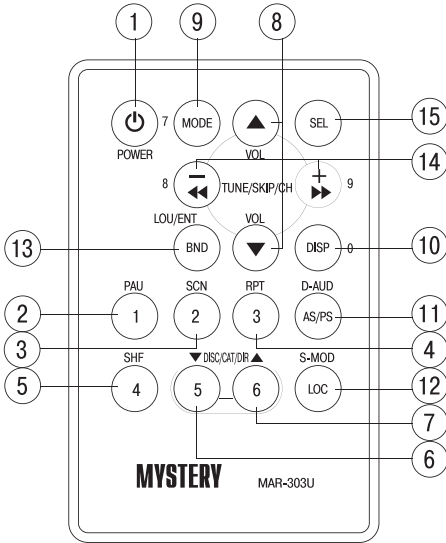 1 9 8
7 MODE SEL 15
POWER VOL
14
8 − + 9
TUNE/SKIP/CH
LOU/ENT VOL
13 BND DISP 0 10
PAU SCN RPT D-AUD
2 1 2 3 AS/PS 11
3 4
SHF ▼ DISC/CAT/DIR ▲ S-MOD
5 4 5 _ 6 LOC 12
7
6
MYSTERY MAR-303U